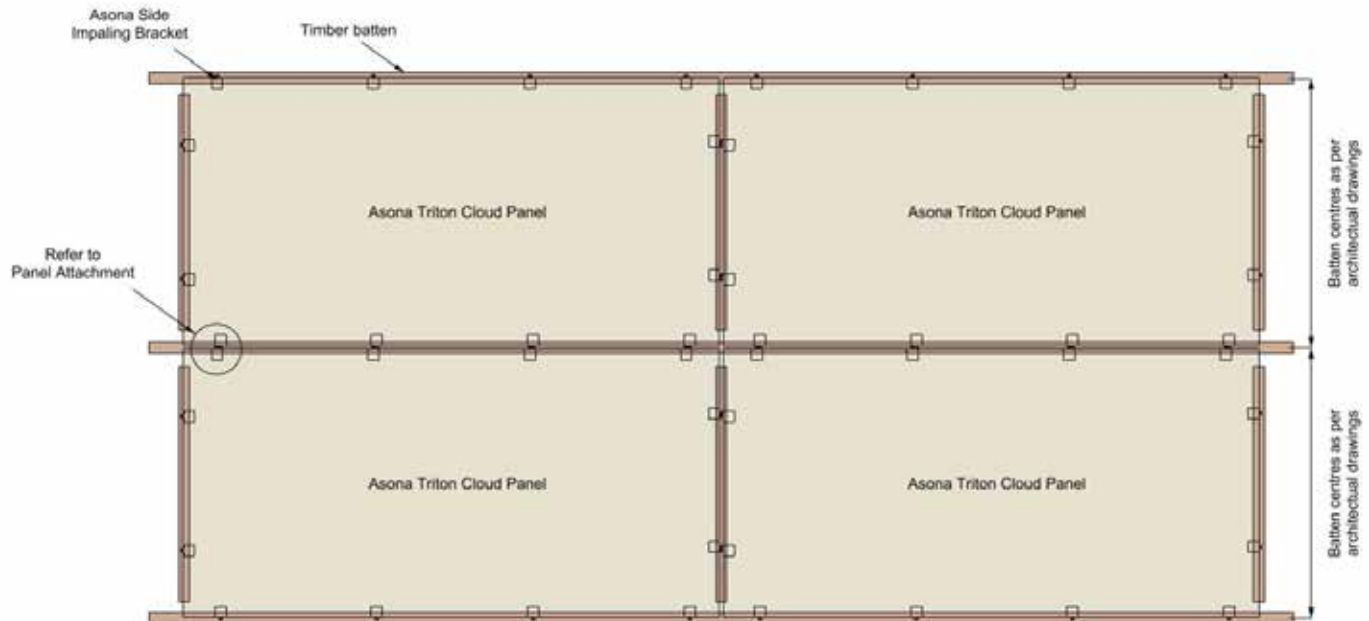 Asona Side
Impaling Bracket
Timber batten
Asona Triton Cloud Panel
Asona Triton Cloud Panel
Batten centres as per
architectual drawings
Refer to
Panel Attachment
Asona Triton Cloud Panel
Asona Triton Cloud Panel
Batten centres as per
architectual drawings